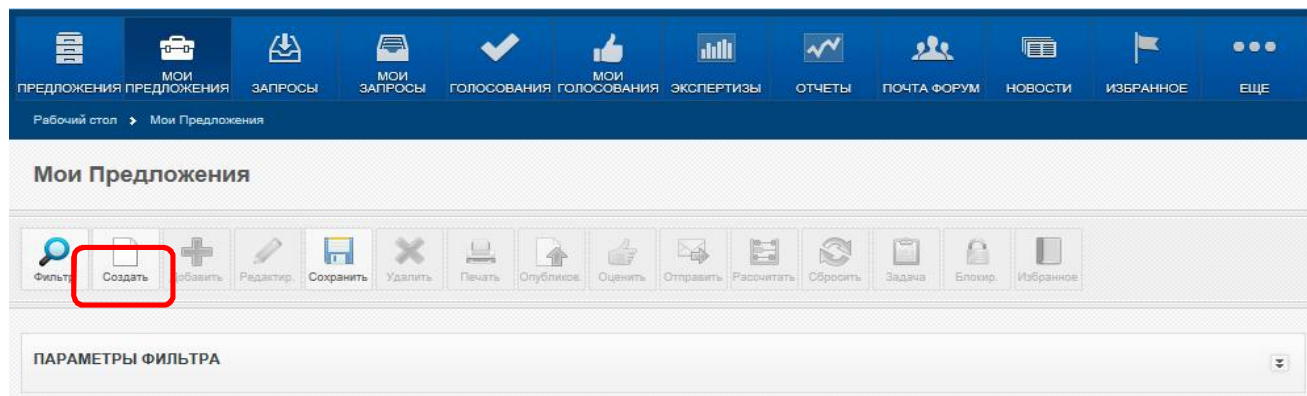 ПРЕДЛОЖЕНИЯ
МОИ
ПРЕДЛОЖЕНИЯ
ЗАПРОСЫ
МОИ
ЗАПРОСЫ
ГОЛОСОВАНИЯ
МОИ
ГОЛОСОВАНИЯ
ЭКСПЕРТИЗЫ
ОТЧЕТЫ
ПОЧТА ФОРУМ
НОВОСТИ
ИЗБРАННОЕ
ЕЩЕ
Рабочий стол > Мои Предложения
Мои Предложения
Фильтр Создать Добавить Редактир. Сохранить Удалить Печать Опубликов. Оценить Отправить Рассчитать Сбросить Задача Блокир. Избранное
ПАРАМЕТРЫ ФИЛЬТРА